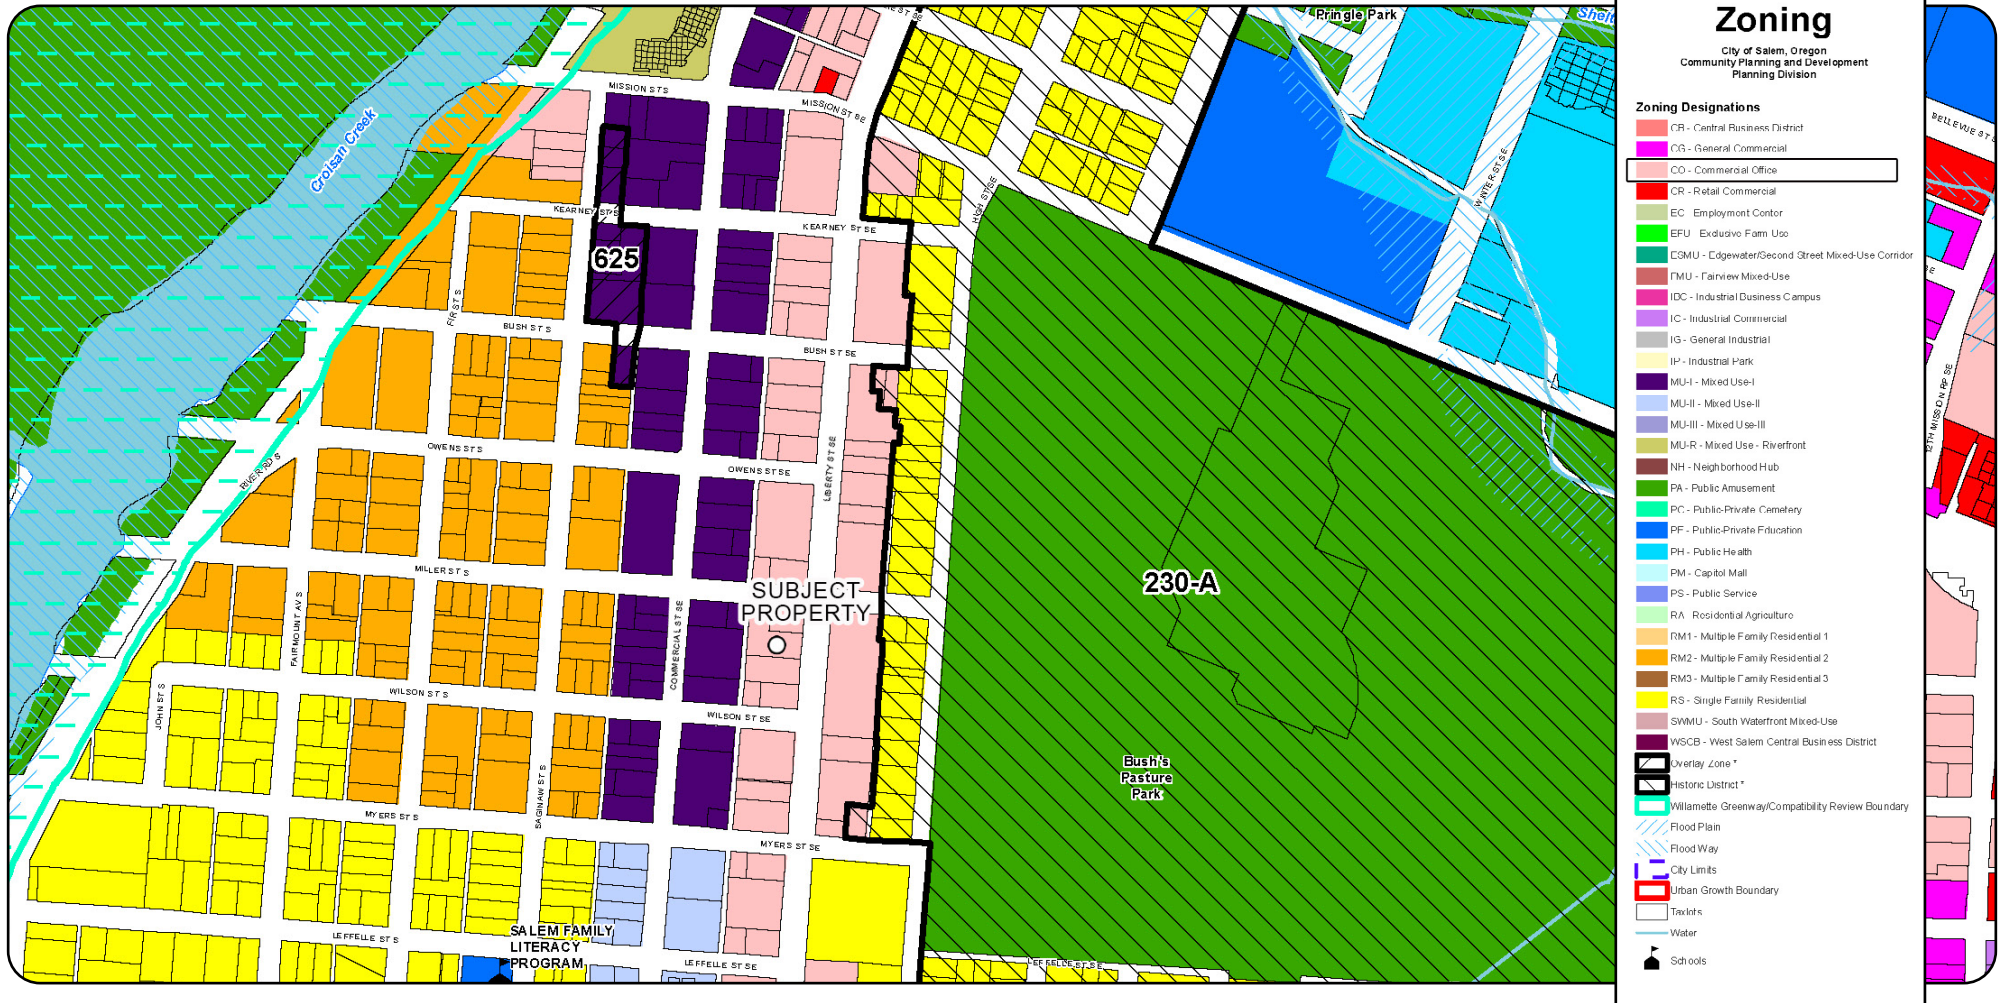 Zoning
City of Salem, Oregon
Community Planning and Development
Planning Division
Zoning Designations
CB - Central Business District
CG - General Commercial
CO - Commercial Office
CR - Retail Commercial
EC Employment Center
EFU Exclusive Farm Use
ESMU - Edgewater/Second Street Mixed-Use Corridor
FMU - Fairview Mixed-Use
IBC - Industrial Business Campus
IC - Industrial Commercial
IG - General Industrial
IP - Industrial Park
MU-I - Mixed Use-I
MU-II - Mixed Use-II
MU-III - Mixed Use-III
MU-R - Mixed Use - Riverfront
NH - Neighborhood Hub
PA - Public Amusement
PC - Public-Private Cemetery
PE - Public-Private Education
PH - Public Health
PM - Capitol Mall
PS - Public Service
RA Residential Agriculture
RM1 - Multiple Family Residential 1
RM2 - Multiple Family Residential 2
RM3 - Multiple Family Residential 3
RS - Single Family Residential
SWMU - South Waterfront Mixed-Use
WSCB - West Salem Central Business District
Overlay Zone *
Historic District *
Willamette Greenway/Compatibility Review Boundary
Flood Plain
Flood Way
City Limits
Urban Growth Boundary
Taxlots
Water
Schools
Pringle Park
Shelt
Croisan Creek
MISSION ST S
MISSION ST SE
HIGH ST SE
WINTER ST SE
BELLEVUE ST S
KEARNEY ST S
KEARNEY ST SE
625
FIR ST S
BUSH ST S
BUSH ST SE
12TH MISSION RP SE
OWENS ST S
OWENS ST SE
LIBERTY ST SE
RIVER RD S
MILLER ST S
SUBJECT
PROPERTY
230-A
FAIRMOUNT AV S
COMMERCIAL ST SE
WILSON ST S
WILSON ST SE
JOHN ST S
Bush's
Pasture
Park
SAGINAW ST S
MYERS ST S
MYERS ST SE
SALEM FAMILY
LITERACY
PROGRAM
LEFFELLE ST S
LEFFELLE ST SE
LEFFELLE ST SE